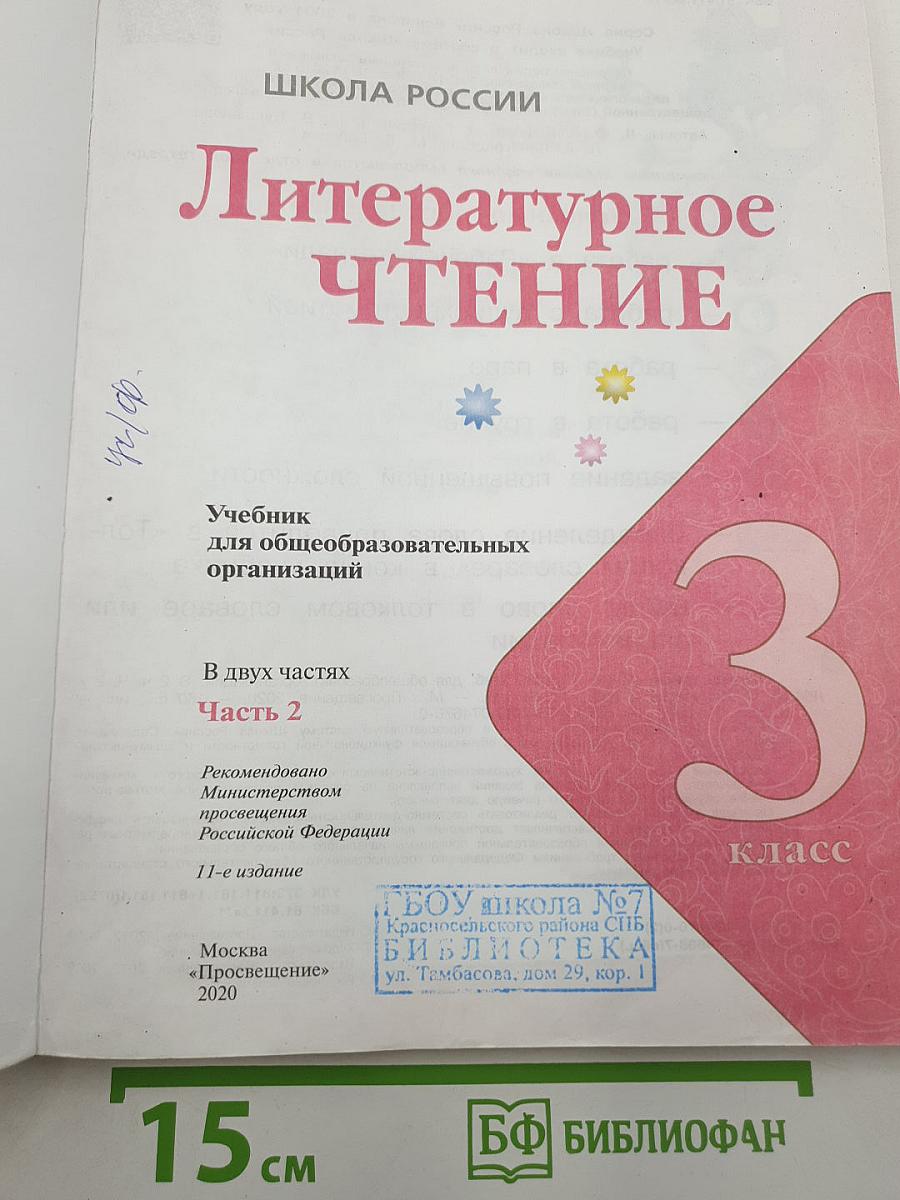 ШКОЛА РОССИИ
Литературное
ЧТЕНИЕ
Учебник
для общеобразовательных
организаций
3
класс
В двух частях
Часть 2
Рекомендовано
Министерством
просвещения
Российской Федерации
11-е издание
ГБОУ школа №7
Красносельского района СПБ
БИБЛИОТЕКА
ул. Тамбасова, дом 29, кор. 1
Москва
«Просвещение»
2020
15 см
БФ БИБЛИОФАН